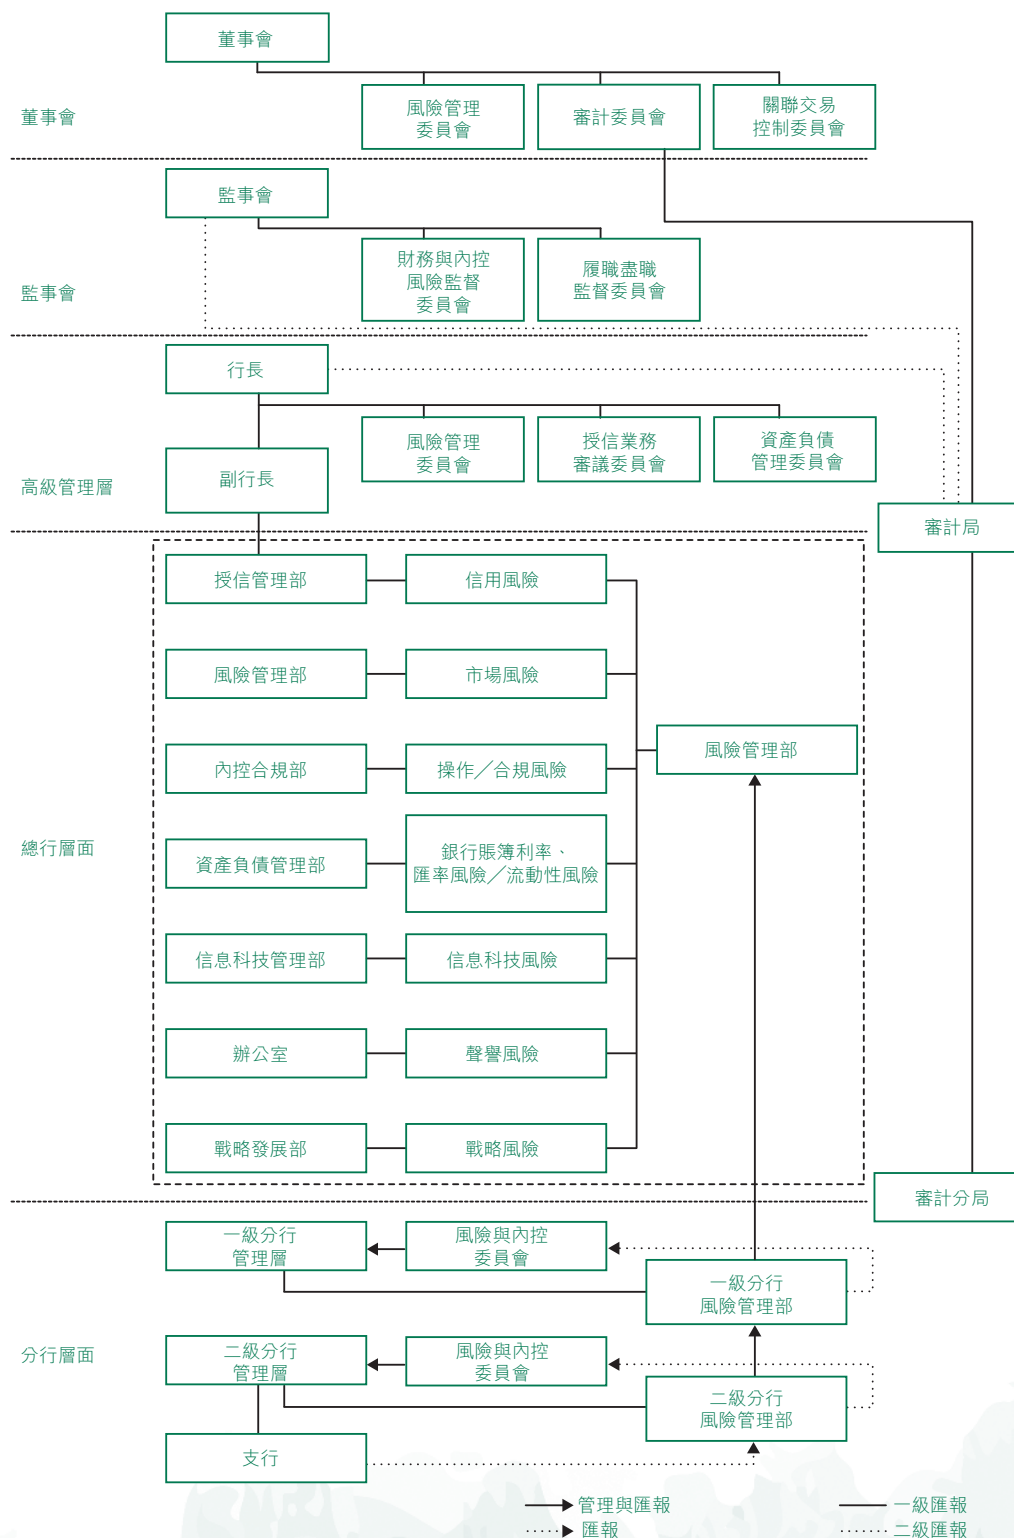 董事會
董事會
風險管理
委員會
審計委員會
關聯交易
控制委員會
監事會
監事會
財務與內控
風險監督
委員會
履職盡職
監督委員會
行長
高級管理層
副行長
風險管理
委員會
授信業務
審議委員會
資產負債
管理委員會
審計局
總行層面
授信管理部
信用風險
風險管理部
市場風險
內控合規部
操作／合規風險
風險管理部
資產負債管理部
銀行賬簿利率、
匯率風險／流動性風險
信息科技管理部
信息科技風險
辦公室
聲譽風險
戰略發展部
戰略風險
審計分局
分行層面
一級分行
管理層
風險與內控
委員會
一級分行
風險管理部
二級分行
管理層
風險與內控
委員會
二級分行
風險管理部
支行
管理與匯報
一級匯報
匯報
二級匯報